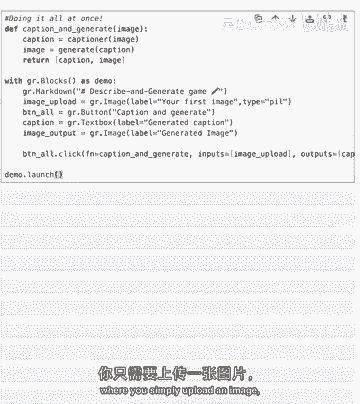 #Doing it all at once!
def caption_and_generate(image):
    caption = captioner(image)
    image = generate(caption)
    return [caption, image]

with gr.Blocks() as demo:
    gr.Markdown("# Describe-and-Generate game 🖍️")
    image_upload = gr.Image(label="Your first image",type="pil")
    btn_all = gr.Button("Caption and generate")
    caption = gr.Textbox(label="Generated caption")
    image_output = gr.Image(label="Generated Image")

    btn_all.click(fn=caption_and_generate, inputs=[image_upload], outputs=[cap

demo.launch()
你只需要上传一张图片，
where you simply upload an image,